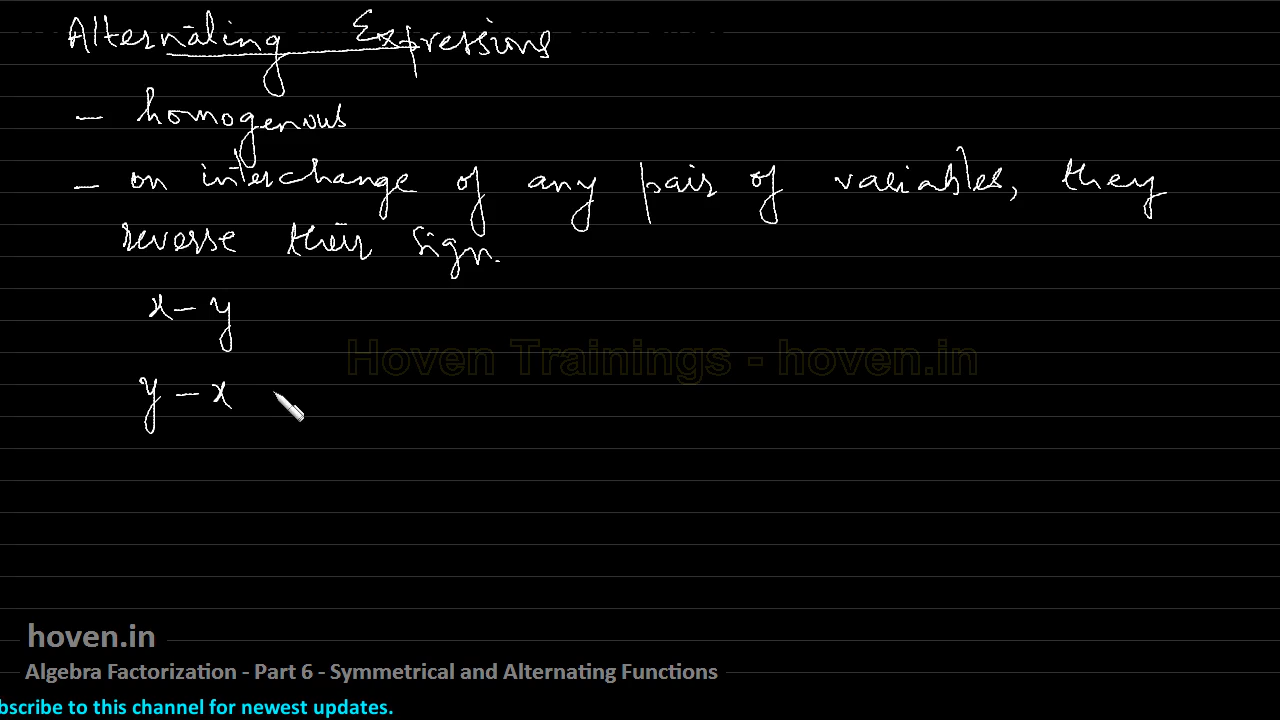 Alternating Expressions
- homogenous
- on interchange of any pair of variables, they
reverse their sign.
x - y
Hoven Trainings - hoven.in
y - x
hoven.in
Algebra Factorization - Part 6 - Symmetrical and Alternating Functions
bscribe to this channel for newest updates.